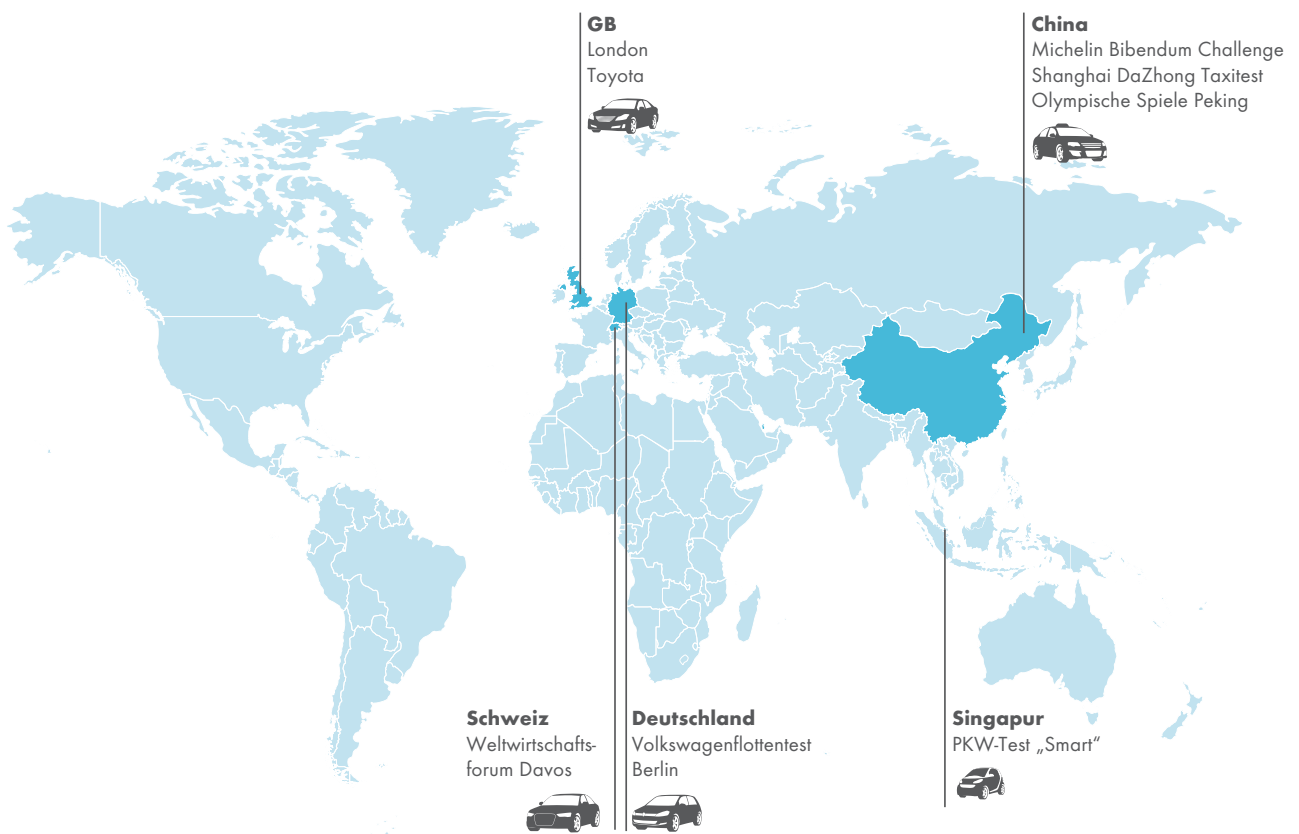 GB
London
Toyota
China
Michelin Bibendum Challenge
Shanghai DaZhong Taxitest
Olympische Spiele Peking
Schweiz
Weltwirtschafts-
forum Davos
Deutschland
Volkswagenflottentest
Berlin
Singapur
PKW-Test „Smart“